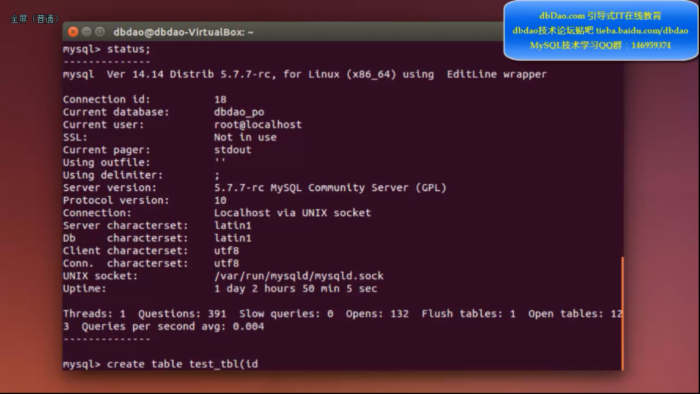 全屏（普通）
dbDao.com 引导式IT在线教育
dbdao技术论坛贴吧 tieba.baidu.com/dbdao
MySQL技术学习QQ群：146959374
dbdao@dbdao-VirtualBox: ~
mysql> status;
--------------
mysql  Ver 14.14 Distrib 5.7.7-rc, for Linux (x86_64) using  EditLine wrapper
Connection id:          18
Current database:       dbdao_po
Current user:           root@localhost
SSL:                    Not in use
Current pager:          stdout
Using outfile:          ''
Using delimiter:        ;
Server version:         5.7.7-rc MySQL Community Server (GPL)
Protocol version:       10
Connection:             Localhost via UNIX socket
Server characterset:    latin1
Db     characterset:    latin1
Client characterset:    utf8
Conn.  characterset:    utf8
UNIX socket:            /var/run/mysqld/mysqld.sock
Uptime:                 1 day 2 hours 50 min 5 sec
Threads: 1  Questions: 391  Slow queries: 0  Opens: 132  Flush tables: 1  Open tables: 12
3  Queries per second avg: 0.004
--------------
mysql> create table test_tbl(id